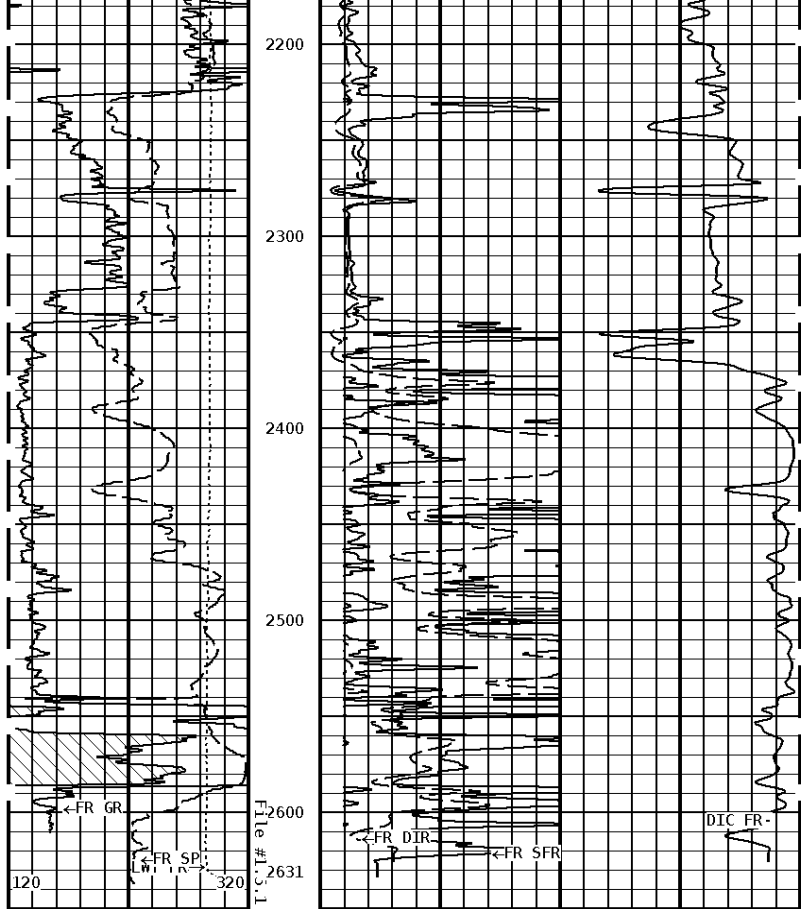 2200
2300
2400
2500
2600
←FR GR
DIC FR-
←FR DIR
←FR SFR
←FR SP
2631
120
320
File #1.5.1